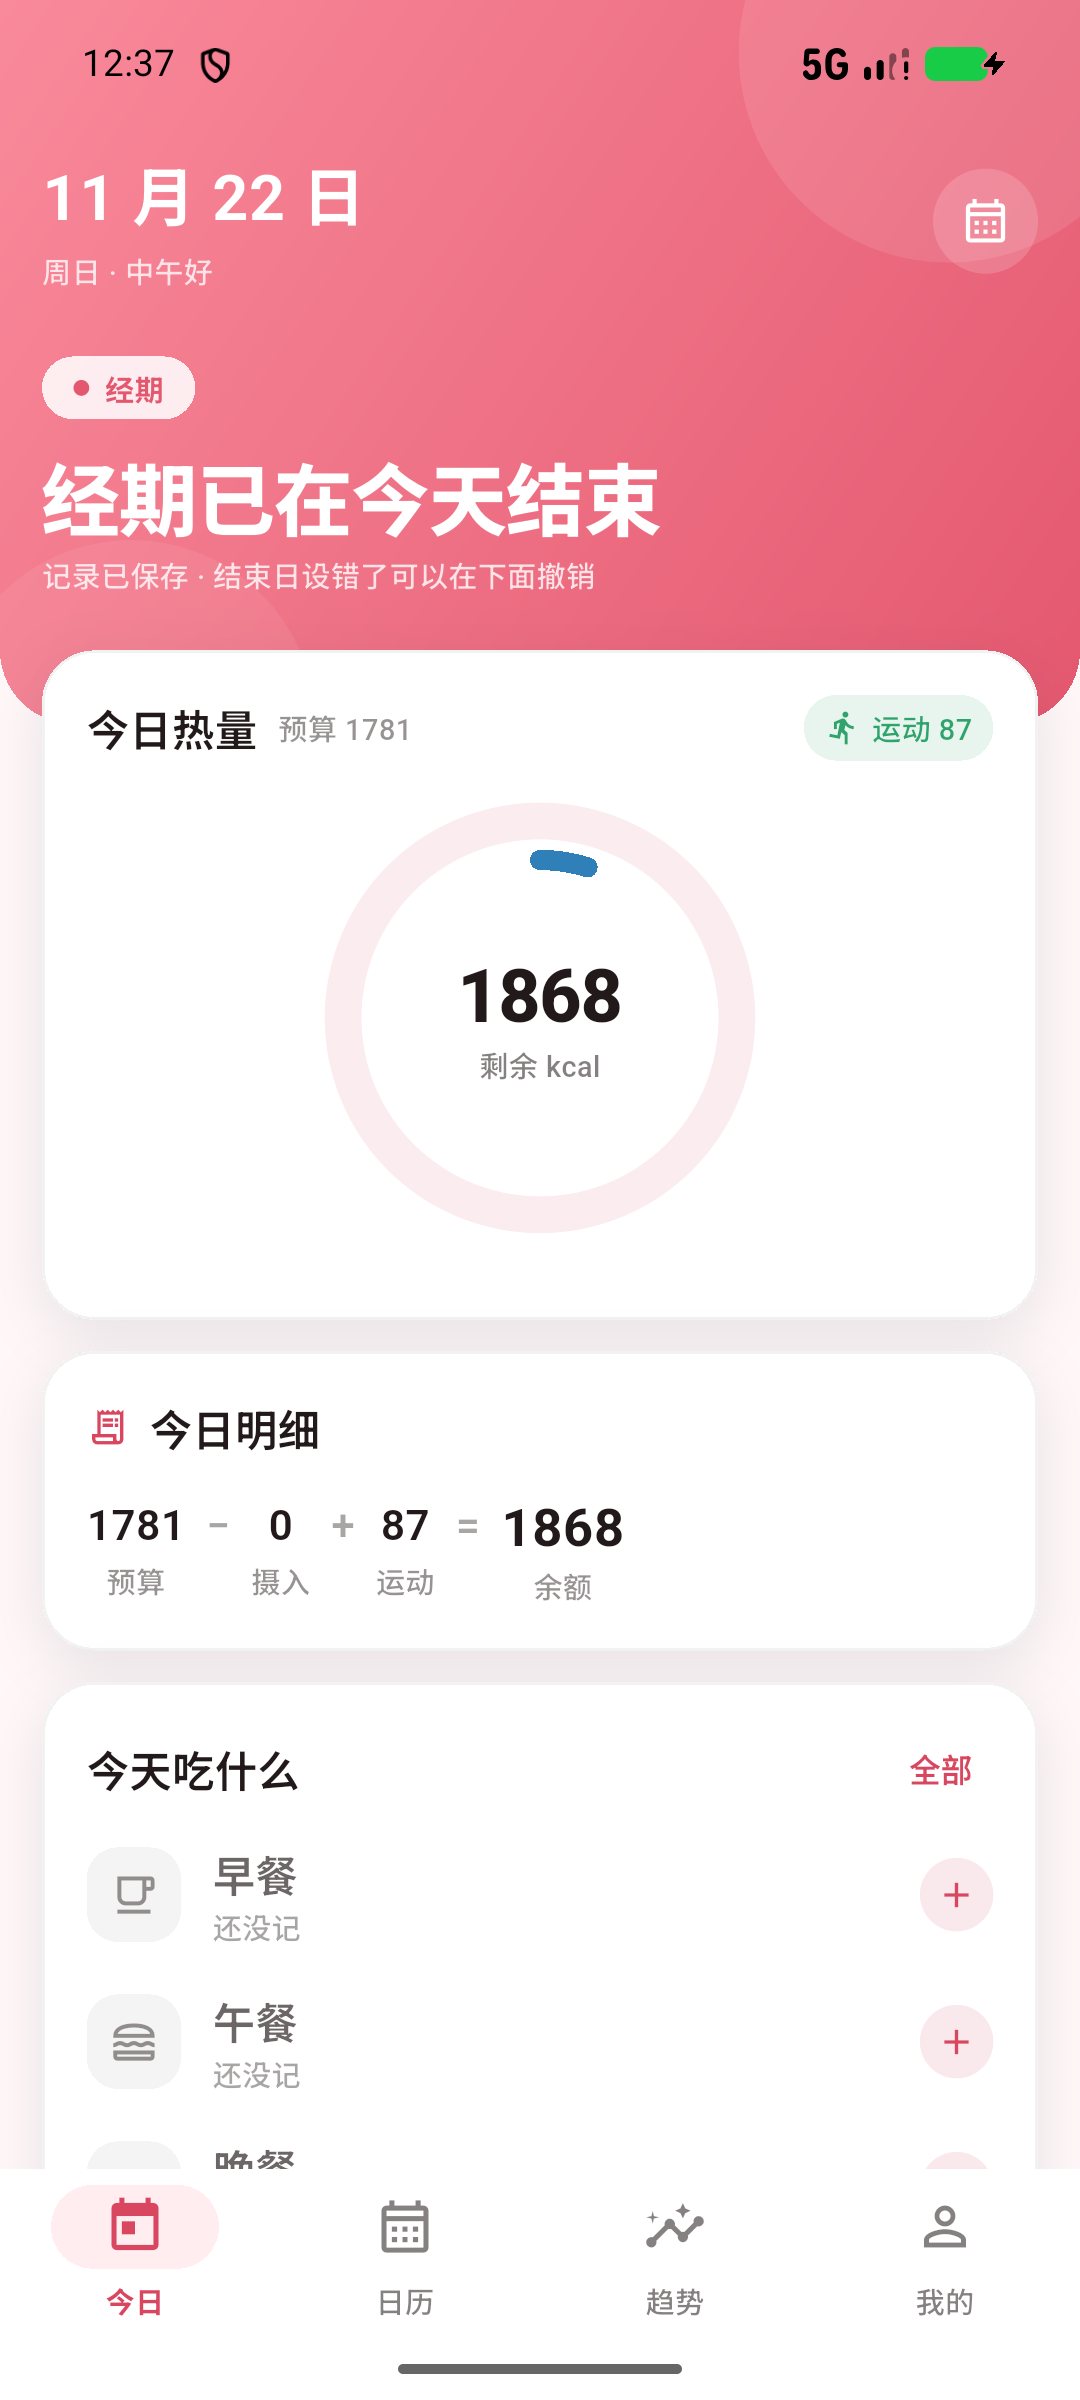 12:37
5G
11 月 22 日
周日 · 中午好
经期
经期已在今天结束
记录已保存 · 结束日设错了可以在下面撤销
今日热量 预算 1781
运动 87
1868
剩余 kcal
今日明细
1781 − 0 + 87 = 1868
预算 摄入 运动 余额
今天吃什么
全部
早餐
还没记
午餐
还没记
晚餐
今日
日历
趋势
我的